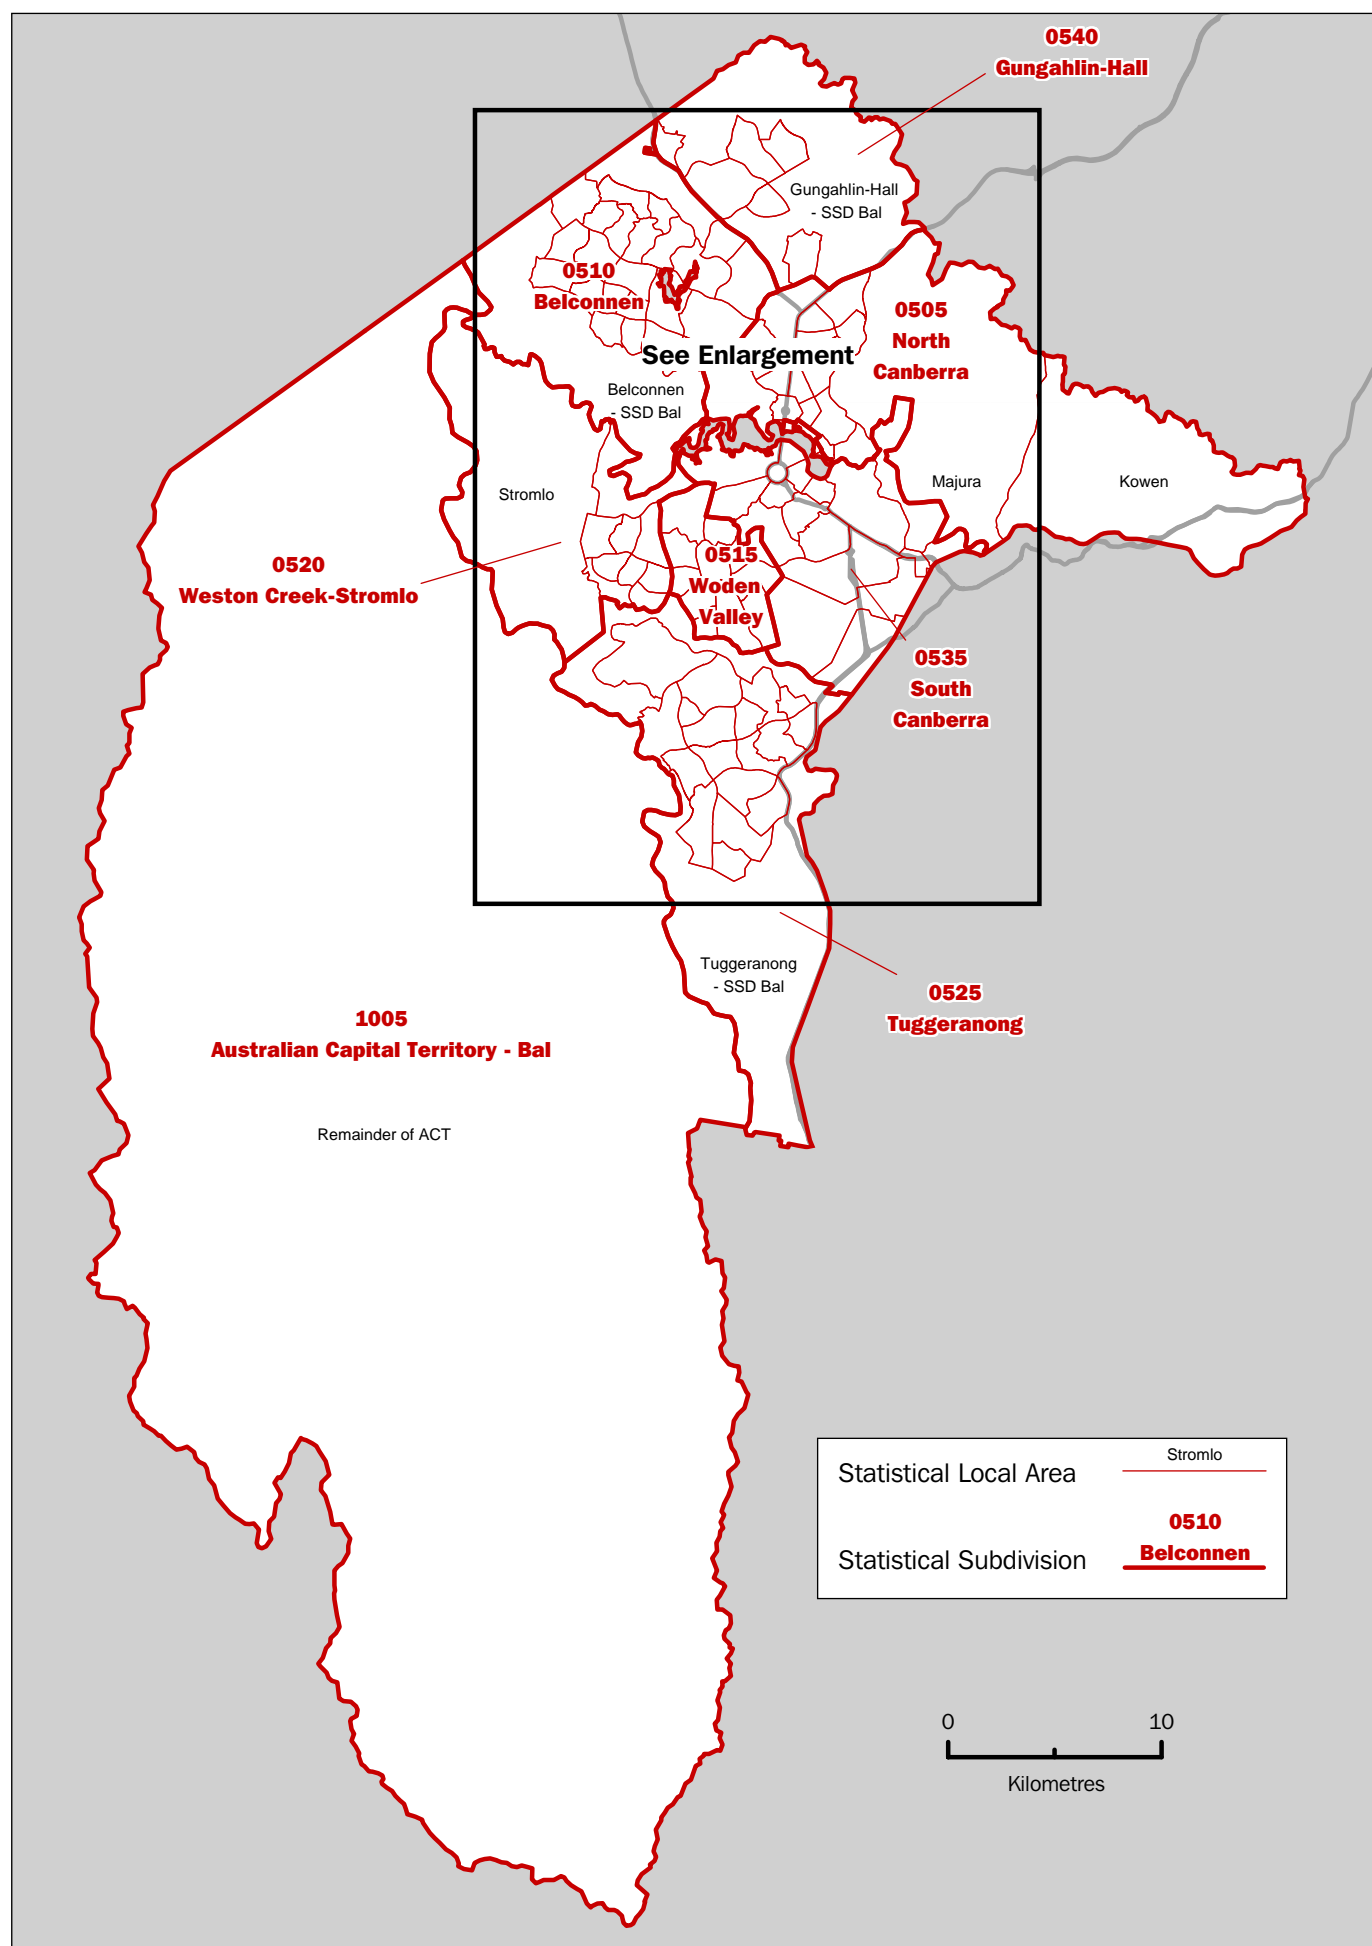 0540
Gungahlin-Hall
Gungahlin-Hall
- SSD Bal
0510
Belconnen
0505
North
Canberra
See Enlargement
Belconnen
- SSD Bal
Stromlo
Majura
Kowen
0520
Weston Creek-Stromlo
0515
Woden
Valley
0535
South
Canberra
Tuggeranong
- SSD Bal
0525
Tuggeranong
1005
Australian Capital Territory - Bal
Remainder of ACT
Statistical Local Area
Stromlo
Statistical Subdivision
0510
Belconnen
0 10
Kilometres